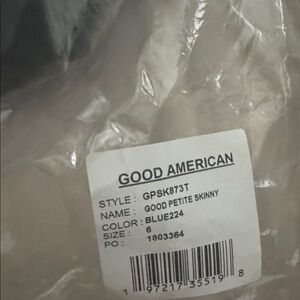 GOOD AMERICAN
STYLE : GPSK873T
NAME : GOOD PETITE SKINNY
COLOR : BLUE224
SIZE : 6
PO : 1803364
1 97217 35519 8